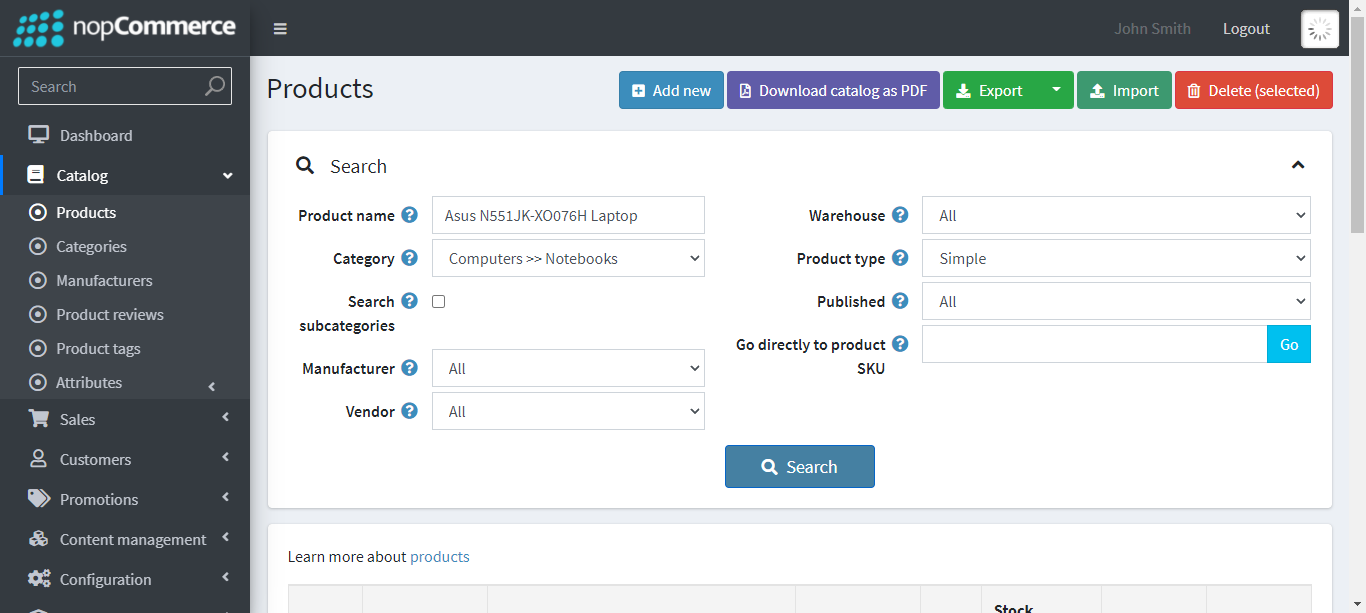 nopCommerce
John Smith
Logout
Search
Dashboard
Catalog
Products
Categories
Manufacturers
Product reviews
Product tags
Attributes
Sales
Customers
Promotions
Content management
Configuration
Products
Add new
Download catalog as PDF
Export
Import
Delete (selected)
Search
Product name
Asus N551JK-XO076H Laptop
Category
Computers >> Notebooks
Search
subcategories
Manufacturer
All
Vendor
All
Warehouse
All
Product type
Simple
Published
All
Go directly to product
SKU
Go
Search
Learn more about products
Stock